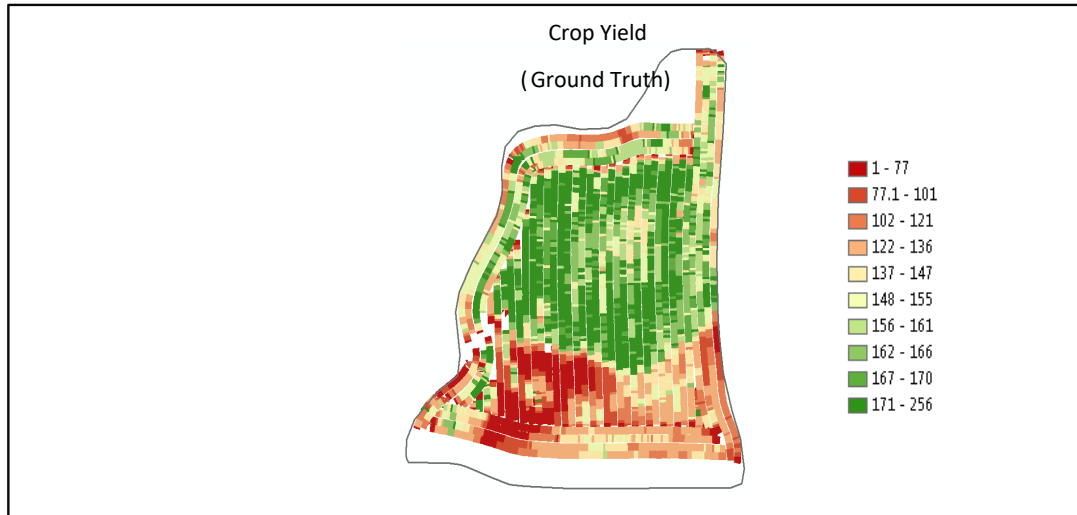 Crop Yield
(Ground Truth)
1 - 77
77.1 - 101
102 - 121
122 - 136
137 - 147
148 - 155
156 - 161
162 - 166
167 - 170
171 - 256